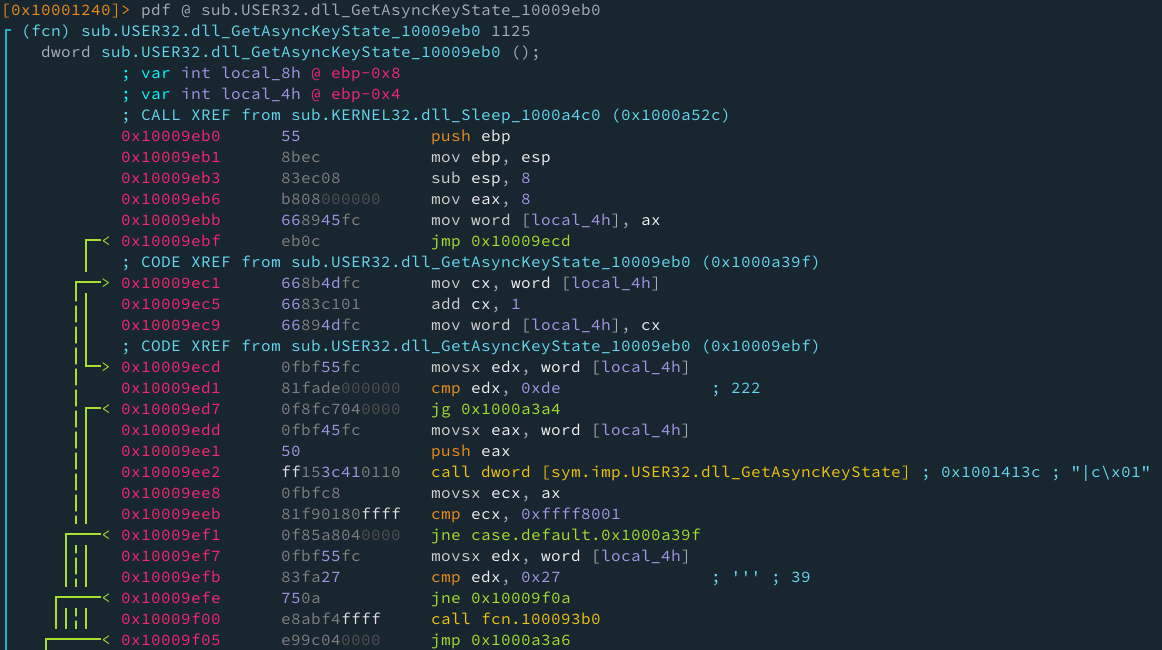 [0x10001240]> pdf @ sub.USER32.dll_GetAsyncKeyState_10009eb0
(fcn) sub.USER32.dll_GetAsyncKeyState_10009eb0 1125
dword sub.USER32.dll_GetAsyncKeyState_10009eb0 ();
; var int local_8h @ ebp-0x8
; var int local_4h @ ebp-0x4
; CALL XREF from sub.KERNEL32.dll_Sleep_1000a4c0 (0x1000a52c)
0x10009eb0 55 push ebp
0x10009eb1 8bec mov ebp, esp
0x10009eb3 83ec08 sub esp, 8
0x10009eb6 b808000000 mov eax, 8
0x10009ebb 668945fc mov word [local_4h], ax
< 0x10009ebf eb0c jmp 0x10009ecd
; CODE XREF from sub.USER32.dll_GetAsyncKeyState_10009eb0 (0x1000a39f)
> 0x10009ec1 668b4dfc mov cx, word [local_4h]
0x10009ec5 6683c101 add cx, 1
0x10009ec9 66894dfc mov word [local_4h], cx
; CODE XREF from sub.USER32.dll_GetAsyncKeyState_10009eb0 (0x10009ebf)
> 0x10009ecd 0fbf55fc movsx edx, word [local_4h]
0x10009ed1 81fade000000 cmp edx, 0xde ; 222
< 0x10009ed7 0f8fc7040000 jg 0x1000a3a4
0x10009edd 0fbf45fc movsx eax, word [local_4h]
0x10009ee1 50 push eax
0x10009ee2 ff153c410110 call dword [sym.imp.USER32.dll_GetAsyncKeyState] ; 0x1001413c ; "|c\x01"
0x10009ee8 0fbfc8 movsx ecx, ax
0x10009eeb 81f90180ffff cmp ecx, 0xffff8001
< 0x10009ef1 0f85a8040000 jne case.default.0x1000a39f
0x10009ef7 0fbf55fc movsx edx, word [local_4h]
0x10009efb 83fa27 cmp edx, 0x27 ; ''' ; 39
< 0x10009efe 750a jne 0x10009f0a
0x10009f00 e8abf4ffff call fcn.100093b0
< 0x10009f05 e99c040000 jmp 0x1000a3a6